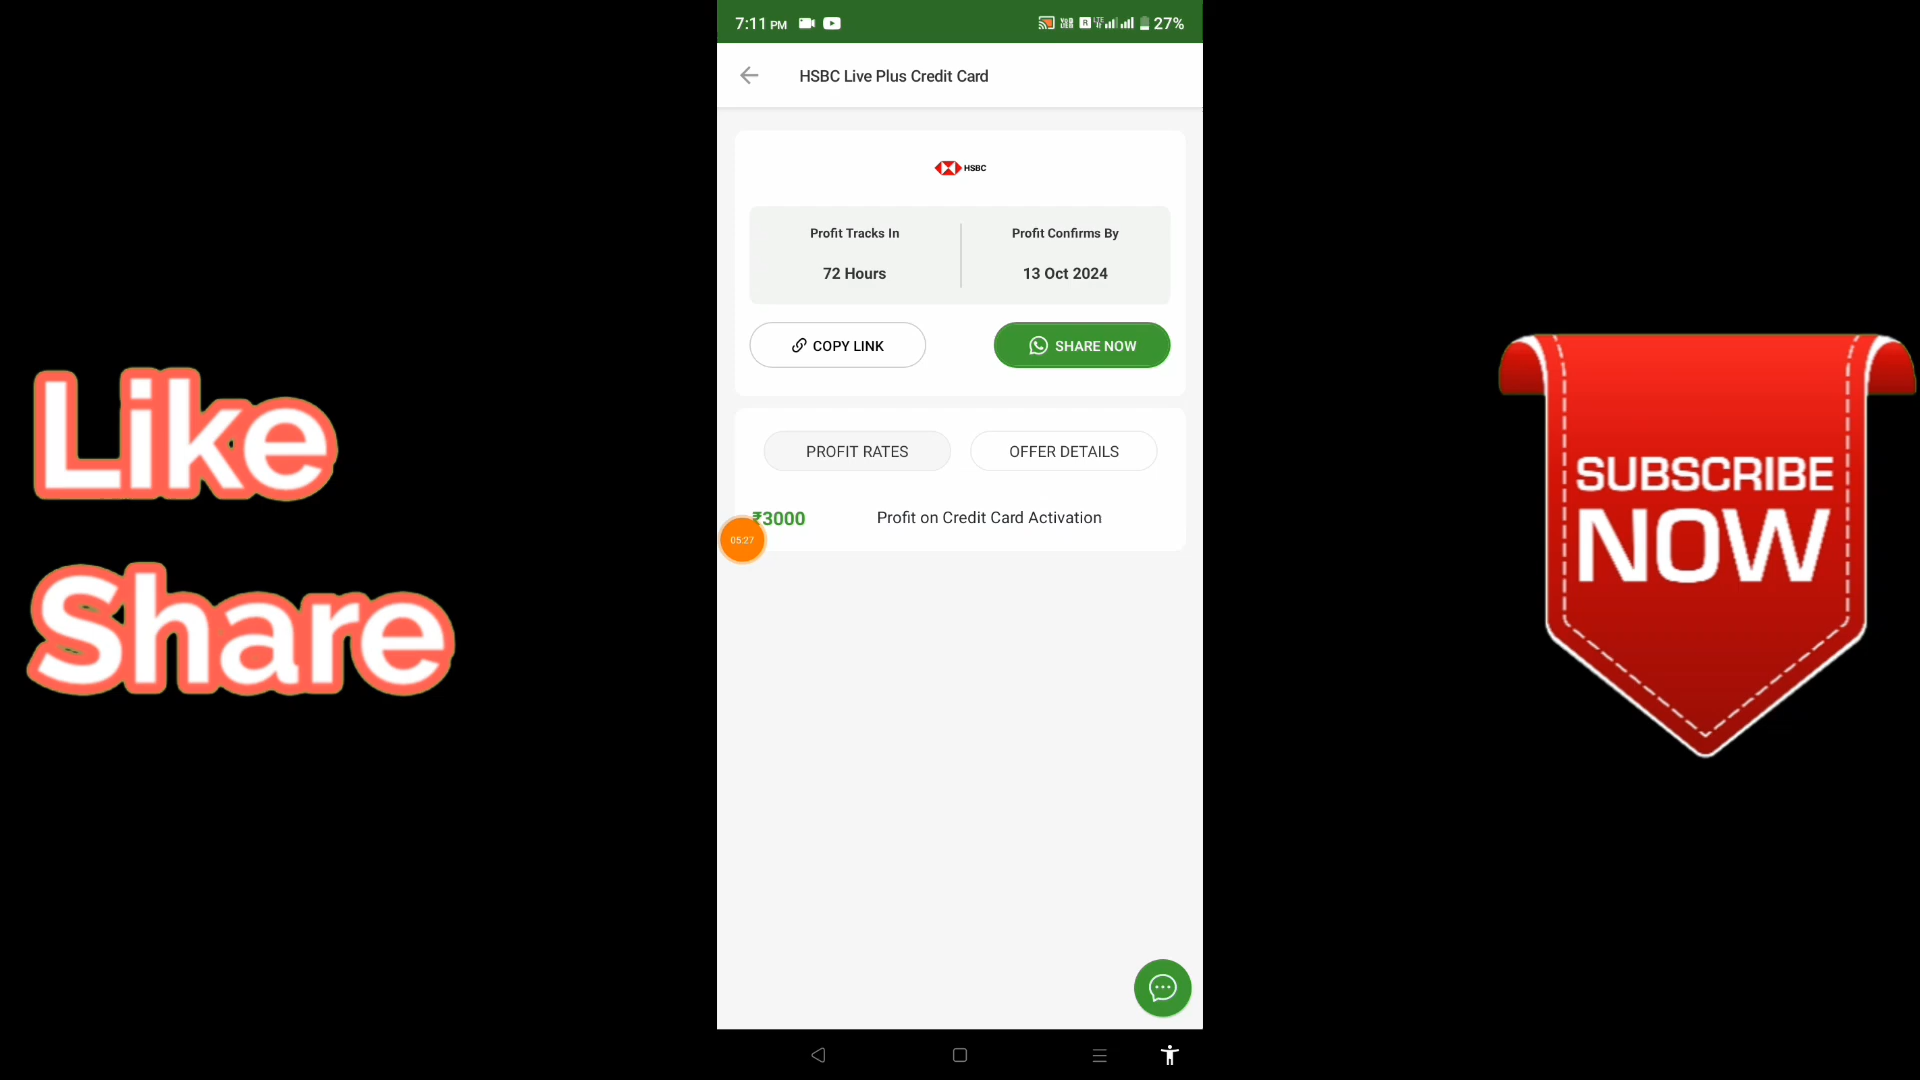 7:11 PM
27%
HSBC Live Plus Credit Card
HSBC
Profit Tracks In
Profit Confirms By
72 Hours
13 Oct 2024
COPY LINK
SHARE NOW
PROFIT RATES
OFFER DETAILS
₹3000
Profit on Credit Card Activation
05:27
Like
Share
SUBSCRIBE
NOW